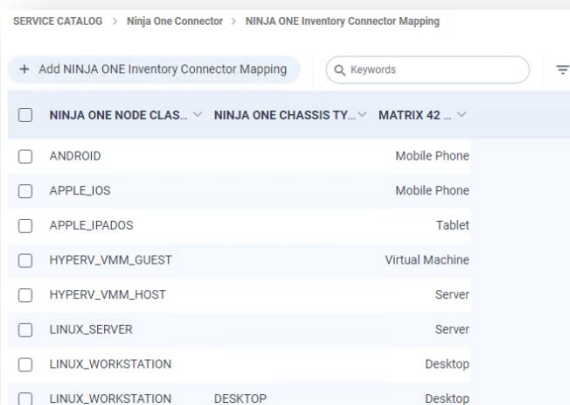 SERVICE CATALOG > Ninja One Connector > NINJA ONE Inventory Connector Mapping
+ Add NINJA ONE Inventory Connector Mapping Keywords
NINJA ONE NODE CLAS... NINJA ONE CHASSIS TY... MATRIX 42 ...
ANDROID Mobile Phone
APPLE_IOS Mobile Phone
APPLE_IPADOS Tablet
HYPERV_VMM_GUEST Virtual Machine
HYPERV_VMM_HOST Server
LINUX_SERVER Server
LINUX_WORKSTATION Desktop
LINUX_WORKSTATION DESKTOP Desktop